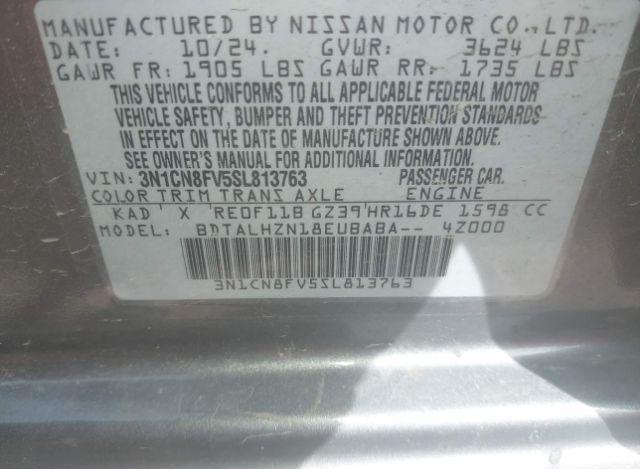 MANUFACTURED BY NISSAN MOTOR CO., LTD.
DATE: 10/24. GVWR: 3624 LBS
GAWR FR: 1905 LBS GAWR RR: 1735 LBS
THIS VEHICLE CONFORMS TO ALL APPLICABLE FEDERAL MOTOR
VEHICLE SAFETY, BUMPER AND THEFT PREVENTION STANDARDS
IN EFFECT ON THE DATE OF MANUFACTURE SHOWN ABOVE.
SEE OWNER'S MANUAL FOR ADDITIONAL INFORMATION.
VIN: 3N1CN8FV5SL813763 PASSENGER CAR.
COLOR TRIM TRANS AXLE ENGINE
KAD X RE0F11B GZ39 HR16DE 1598 CC
MODEL: BDTALHZN18EUBABA-- 4Z000
3N1CN8FV5SL813763